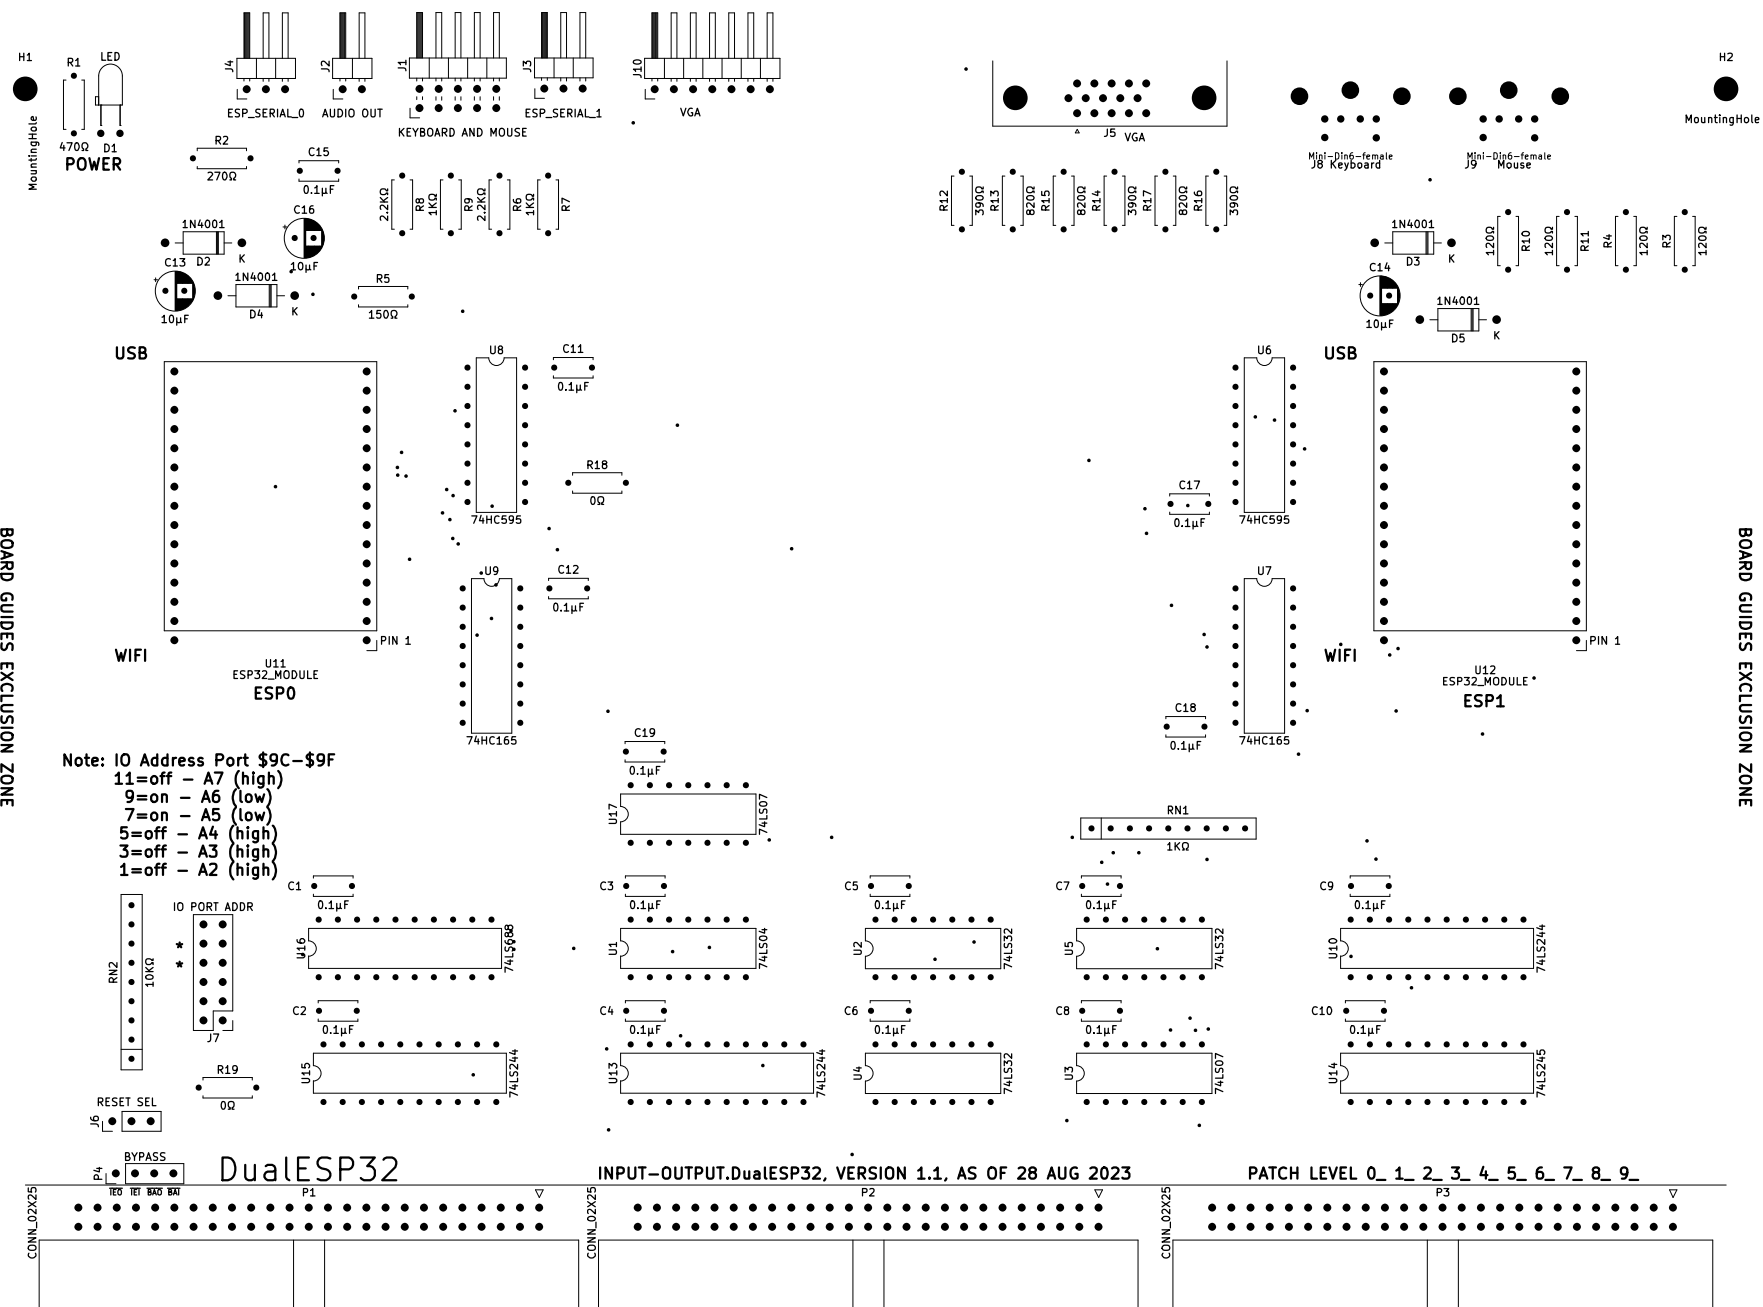 H1
R1
LED
J4
J2
J1
J3
J10
H2
MountingHole
470Ω
D1
POWER
ESP_SERIAL_0
AUDIO OUT
KEYBOARD AND MOUSE
ESP_SERIAL_1
VGA
J5
VGA
Mini-Din6-female
J8 Keyboard
Mini-Din6-female
J9 Mouse
MountingHole
R2
270Ω
C15
0.1µF
C16
10µF
2.2KΩ
R8
1KΩ
R9
2.2KΩ
R6
1KΩ
R7
R12
390Ω
R13
820Ω
R15
820Ω
R14
390Ω
R17
820Ω
R16
390Ω
1N4001
D2
K
C13
10µF
1N4001
D4
K
R5
150Ω
1N4001
D3
K
C14
10µF
1N4001
D5
K
120Ω
R10
120Ω
R11
R4
120Ω
R3
120Ω
USB
U8
74HC595
C11
0.1µF
R18
0Ω
U6
74HC595
C17
0.1µF
USB
BOARD GUIDES EXCLUSION ZONE
BOARD GUIDES EXCLUSION ZONE
U9
74HC165
C12
0.1µF
U7
74HC165
C18
0.1µF
PIN 1
WIFI
U11
ESP32_MODULE
ESP0
PIN 1
WIFI
U12
ESP32_MODULE
ESP1
Note: IO Address Port $9C-$9F
11=off - A7 (high)
9=on - A6 (low)
7=on - A5 (low)
5=off - A4 (high)
3=off - A3 (high)
1=off - A2 (high)
C19
0.1µF
U17
74LS07
RN1
1KΩ
C1
0.1µF
C3
0.1µF
C5
0.1µF
C7
0.1µF
C9
0.1µF
RN2
10KΩ
IO PORT ADDR
*
*
J7
U16
74LS688
U1
74LS04
U2
74LS32
U5
74LS32
U10
74LS244
C2
0.1µF
C4
0.1µF
C6
0.1µF
C8
0.1µF
C10
0.1µF
U15
74LS244
U13
74LS244
U4
74LS32
U3
74LS07
U14
74LS245
R19
0Ω
RESET SEL
J6
BYPASS
P4
IEO IEI BAO BAI
DualESP32
INPUT-OUTPUT.DualESP32, VERSION 1.1, AS OF 28 AUG 2023
PATCH LEVEL 0_ 1_ 2_ 3_ 4_ 5_ 6_ 7_ 8_ 9_
CONN_02X25
P1
CONN_02X25
P2
CONN_02X25
P3